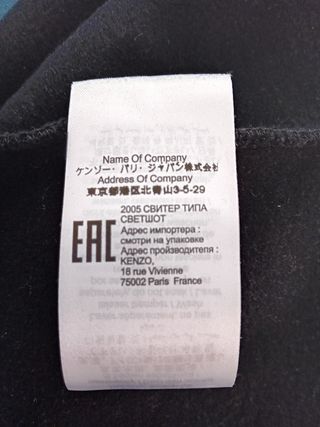 Name Of Company
ケンゾー・パリ・ジャパン株式会社
Address Of Company
東京都港区北青山3-5-29
EAC
2005 СВИТЕР ТИПА
СВЕТШОТ
Адрес импортера :
смотри на упаковке
Адрес производителя :
KENZO,
18 rue Vivienne
75002 Paris France